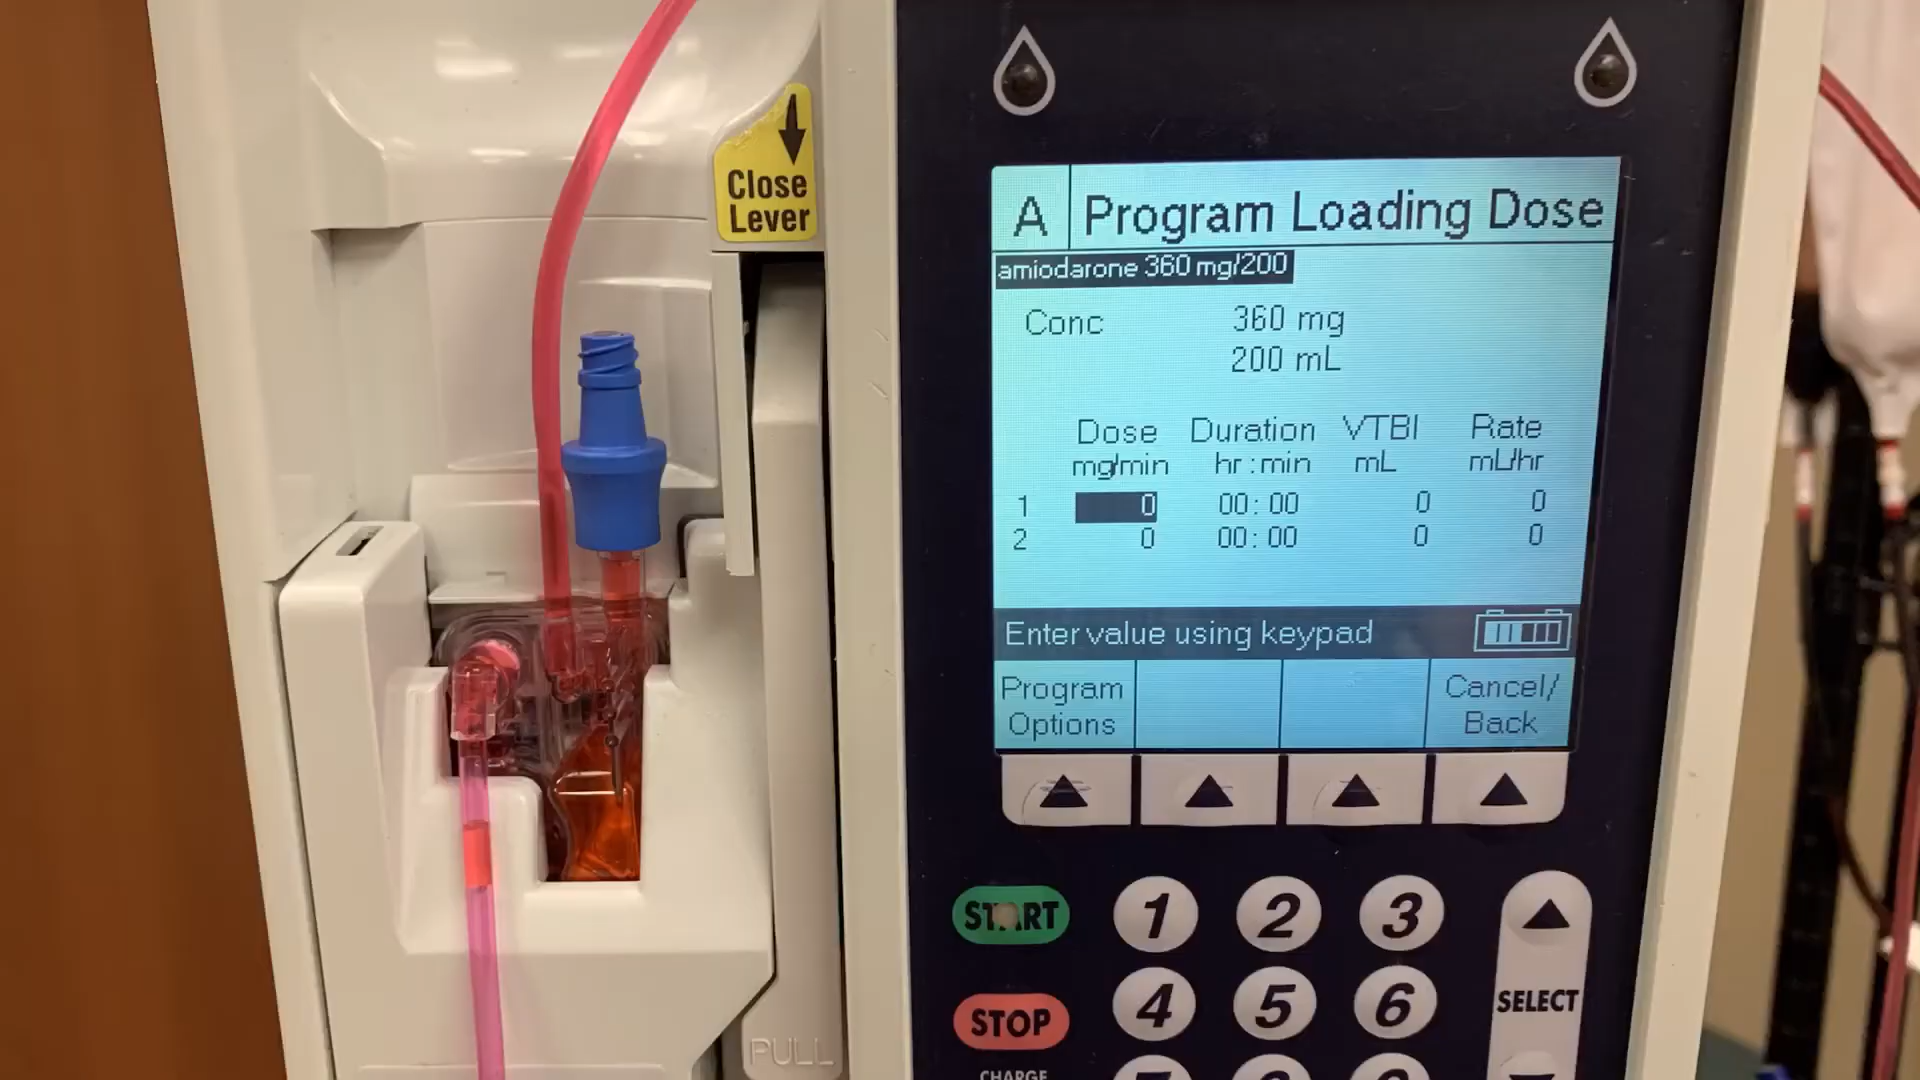 Close
Lever
A Program Loading Dose
amiodarone 360 mg/200
Conc 360 mg
200 mL
Dose Duration VTBI Rate
mg/min hr:min mL mL/hr
1 0 00:00 0 0
2 0 00:00 0 0
Enter value using keypad
Program
Options
Cancel/
Back
START 1 2 3
STOP 4 5 6 SELECT
PULL
CHARGE